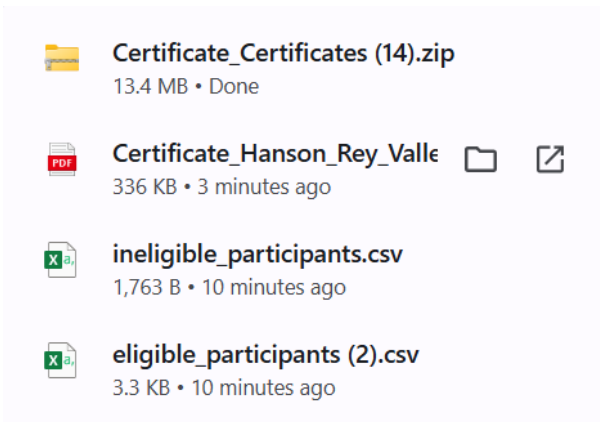 Certificate_Certificates (14).zip
13.4 MB • Done
Certificate_Hanson_Rey_Valle
PDF
336 KB • 3 minutes ago
ineligible_participants.csv
X a,
1,763 B • 10 minutes ago
eligible_participants (2).csv
X a,
3.3 KB • 10 minutes ago